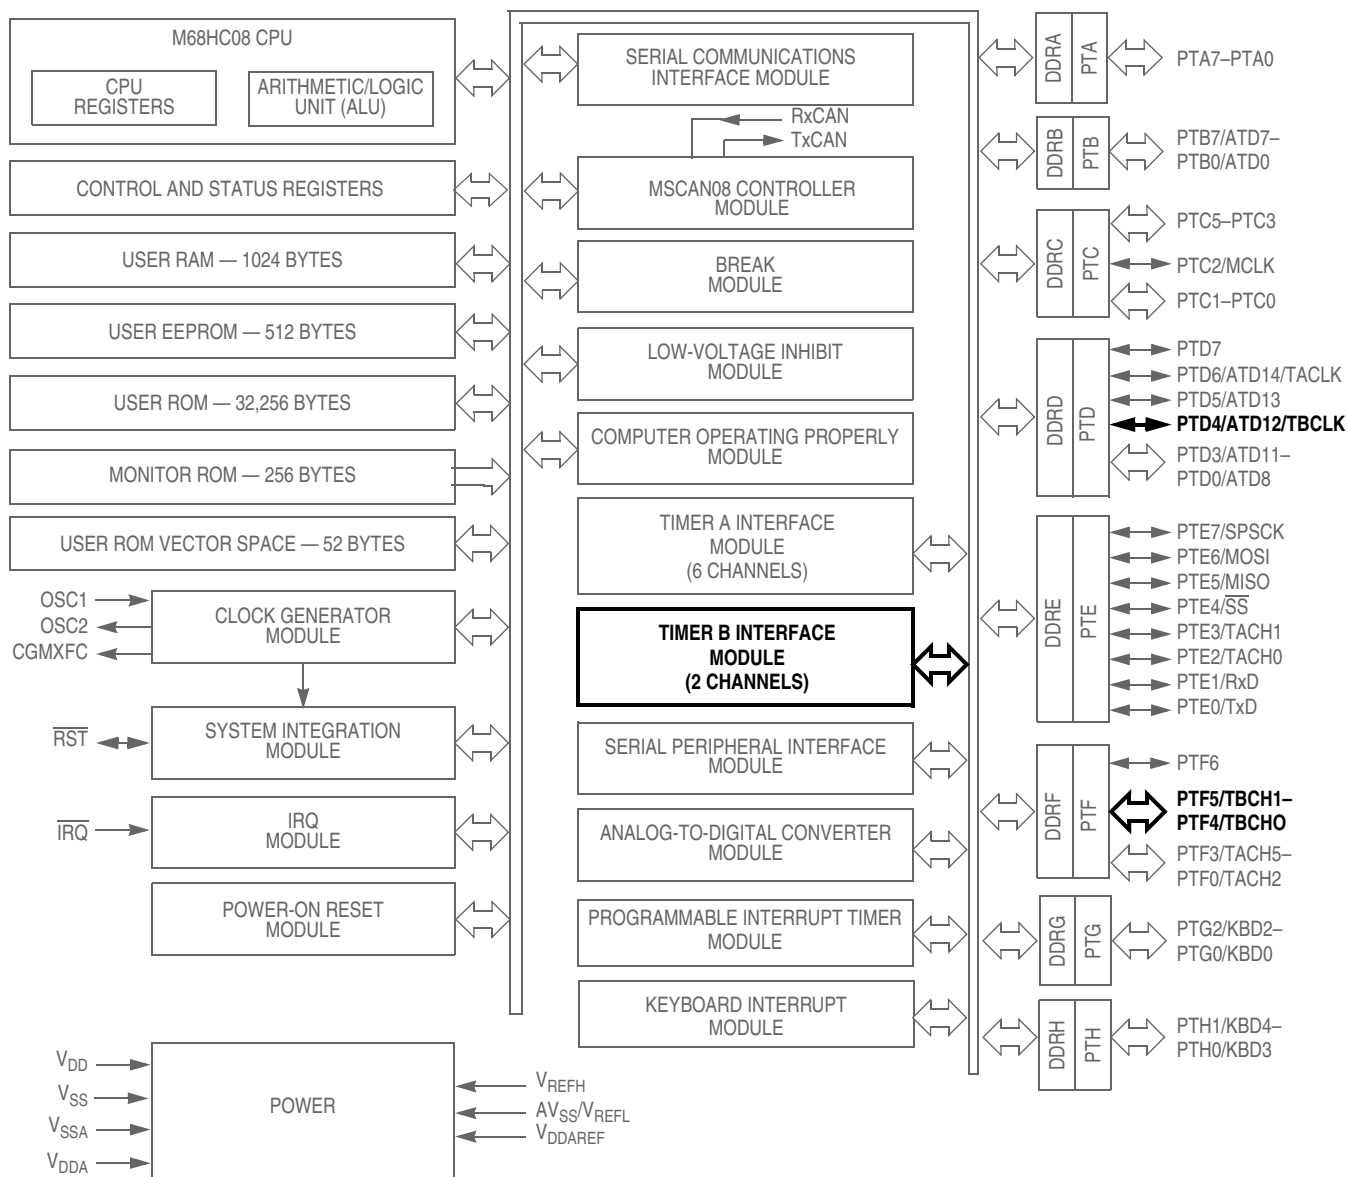 M68HC08 CPU
CPU
REGISTERS
ARITHMETIC/LOGIC
UNIT (ALU)
CONTROL AND STATUS REGISTERS
USER RAM — 1024 BYTES
USER EEPROM — 512 BYTES
USER ROM — 32,256 BYTES
MONITOR ROM — 256 BYTES
USER ROM VECTOR SPACE — 52 BYTES
OSC1
OSC2
CGMXFC
CLOCK GENERATOR
MODULE
RST
SYSTEM INTEGRATION
MODULE
IRQ
IRQ
MODULE
POWER-ON RESET
MODULE
VDD
VSS
VSSA
VDDA
POWER
VREFH
AVSS/VREFL
VDDAREF
SERIAL COMMUNICATIONS
INTERFACE MODULE
RxCAN
TxCAN
MSCAN08 CONTROLLER
MODULE
BREAK
MODULE
LOW-VOLTAGE INHIBIT
MODULE
COMPUTER OPERATING PROPERLY
MODULE
TIMER A INTERFACE
MODULE
(6 CHANNELS)
TIMER B INTERFACE
MODULE
(2 CHANNELS)
SERIAL PERIPHERAL INTERFACE
MODULE
ANALOG-TO-DIGITAL CONVERTER
MODULE
PROGRAMMABLE INTERRUPT TIMER
MODULE
KEYBOARD INTERRUPT
MODULE
DDRA
PTA
PTA7–PTA0
DDRB
PTB
PTB7/ATD7–
PTB0/ATD0
DDRC
PTC
PTC5–PTC3
PTC2/MCLK
PTC1–PTC0
DDRD
PTD
PTD7
PTD6/ATD14/TACLK
PTD5/ATD13
PTD4/ATD12/TBCLK
PTD3/ATD11–
PTD0/ATD8
DDRE
PTE
PTE7/SPSCK
PTE6/MOSI
PTE5/MISO
PTE4/SS
PTE3/TACH1
PTE2/TACH0
PTE1/RxD
PTE0/TxD
DDRF
PTF
PTF6
PTF5/TBCH1–
PTF4/TBCHO
PTF3/TACH5–
PTF0/TACH2
DDRG
PTG
PTG2/KBD2–
PTG0/KBD0
DDRH
PTH
PTH1/KBD4–
PTH0/KBD3